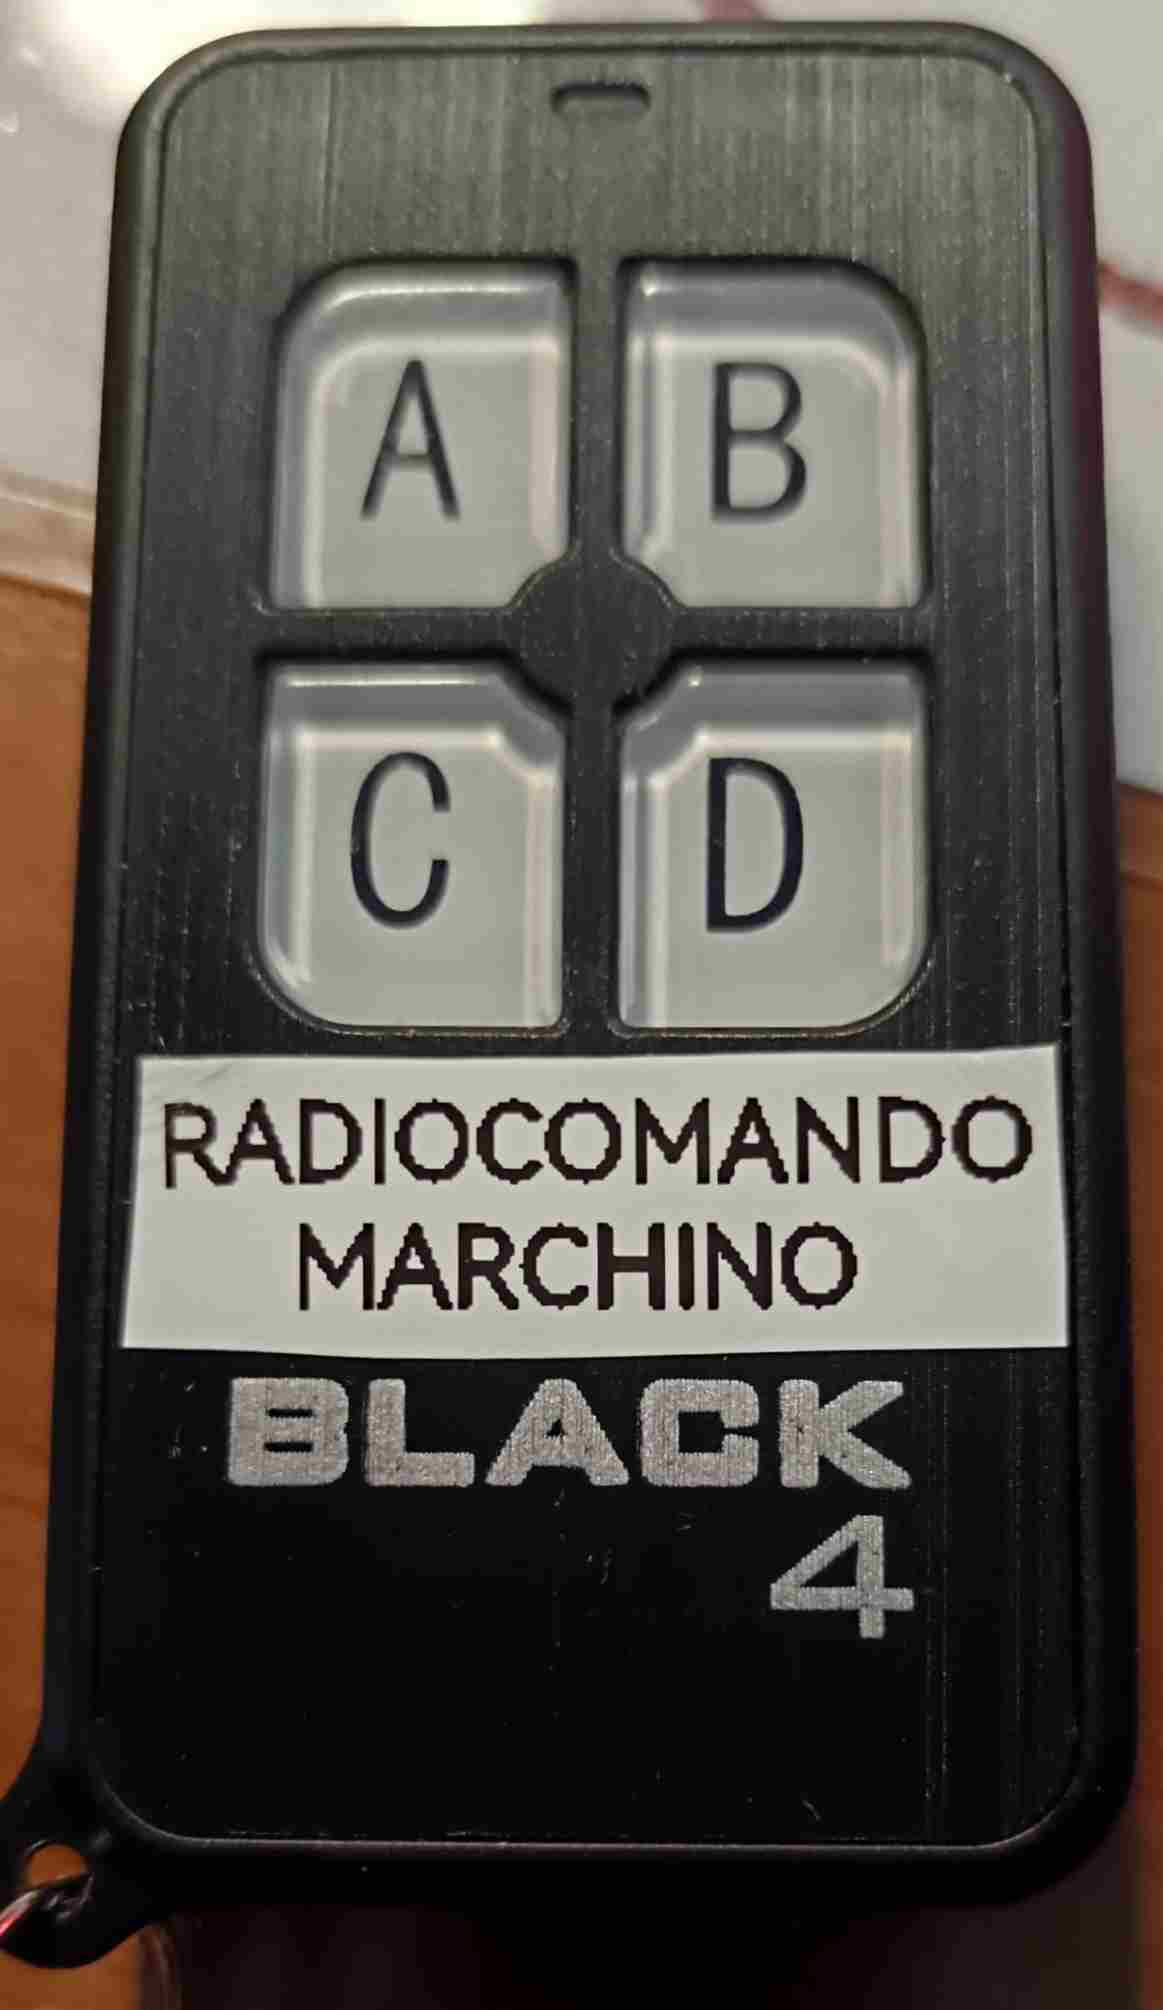 A B
C D
RADIOCOMANDO
MARCHINO
BLACK
4